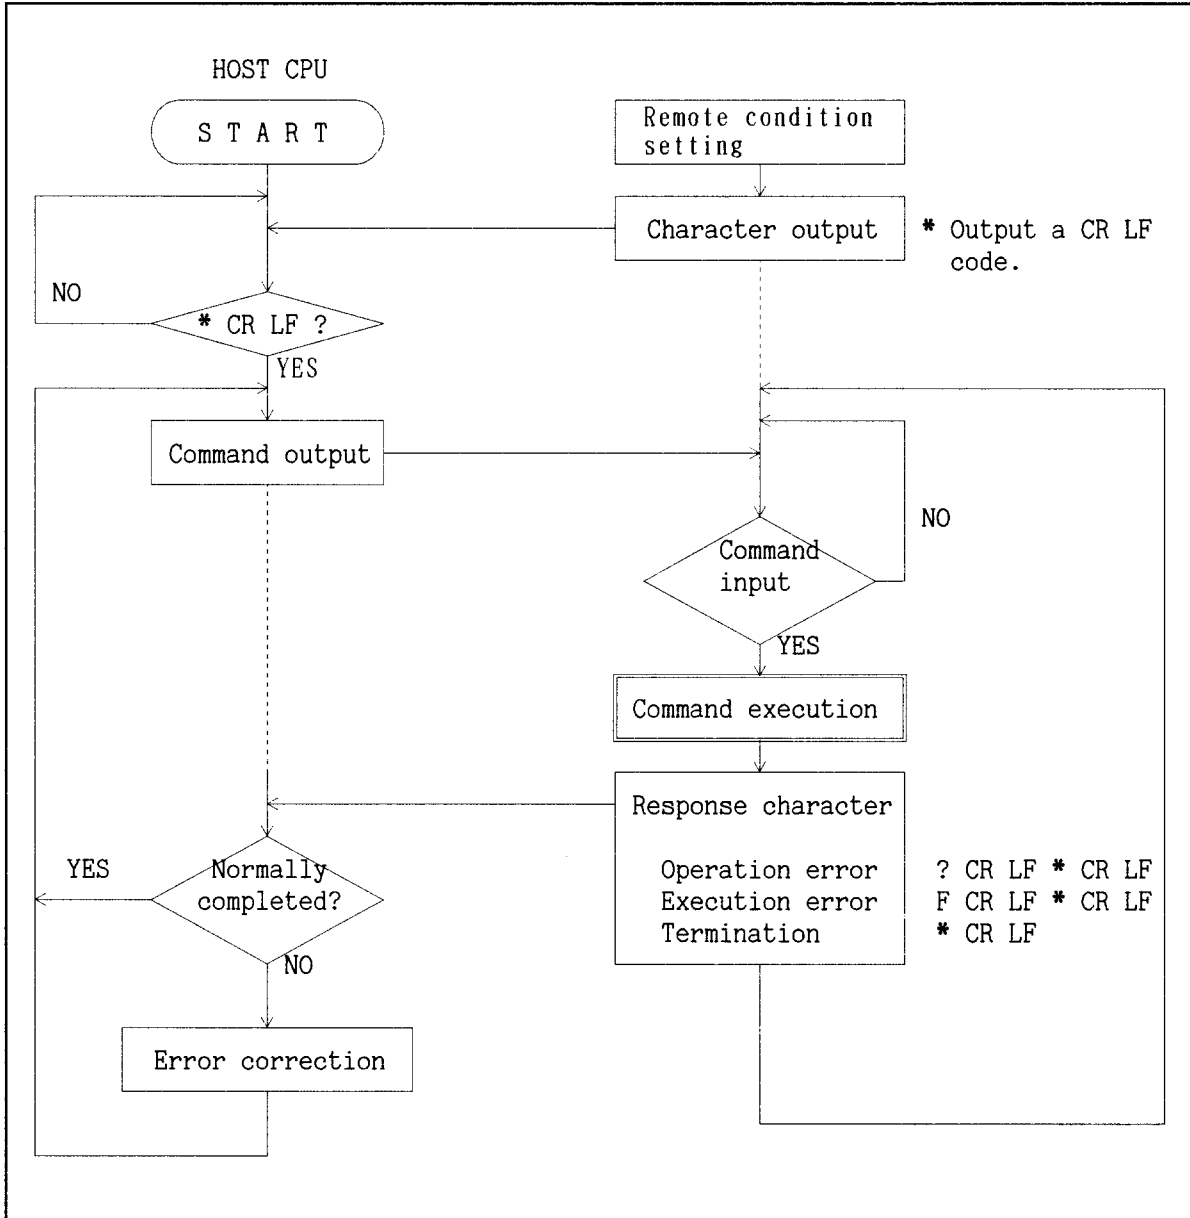 HOST CPU
S T A R T
Remote condition
setting
Character output
* Output a CR LF
code.
NO
* CR LF ?
YES
Command output
NO
Command
input
YES
Command execution
Response character
YES
Normally
completed?
Operation error ? CR LF * CR LF
Execution error F CR LF * CR LF
Termination * CR LF
NO
Error correction